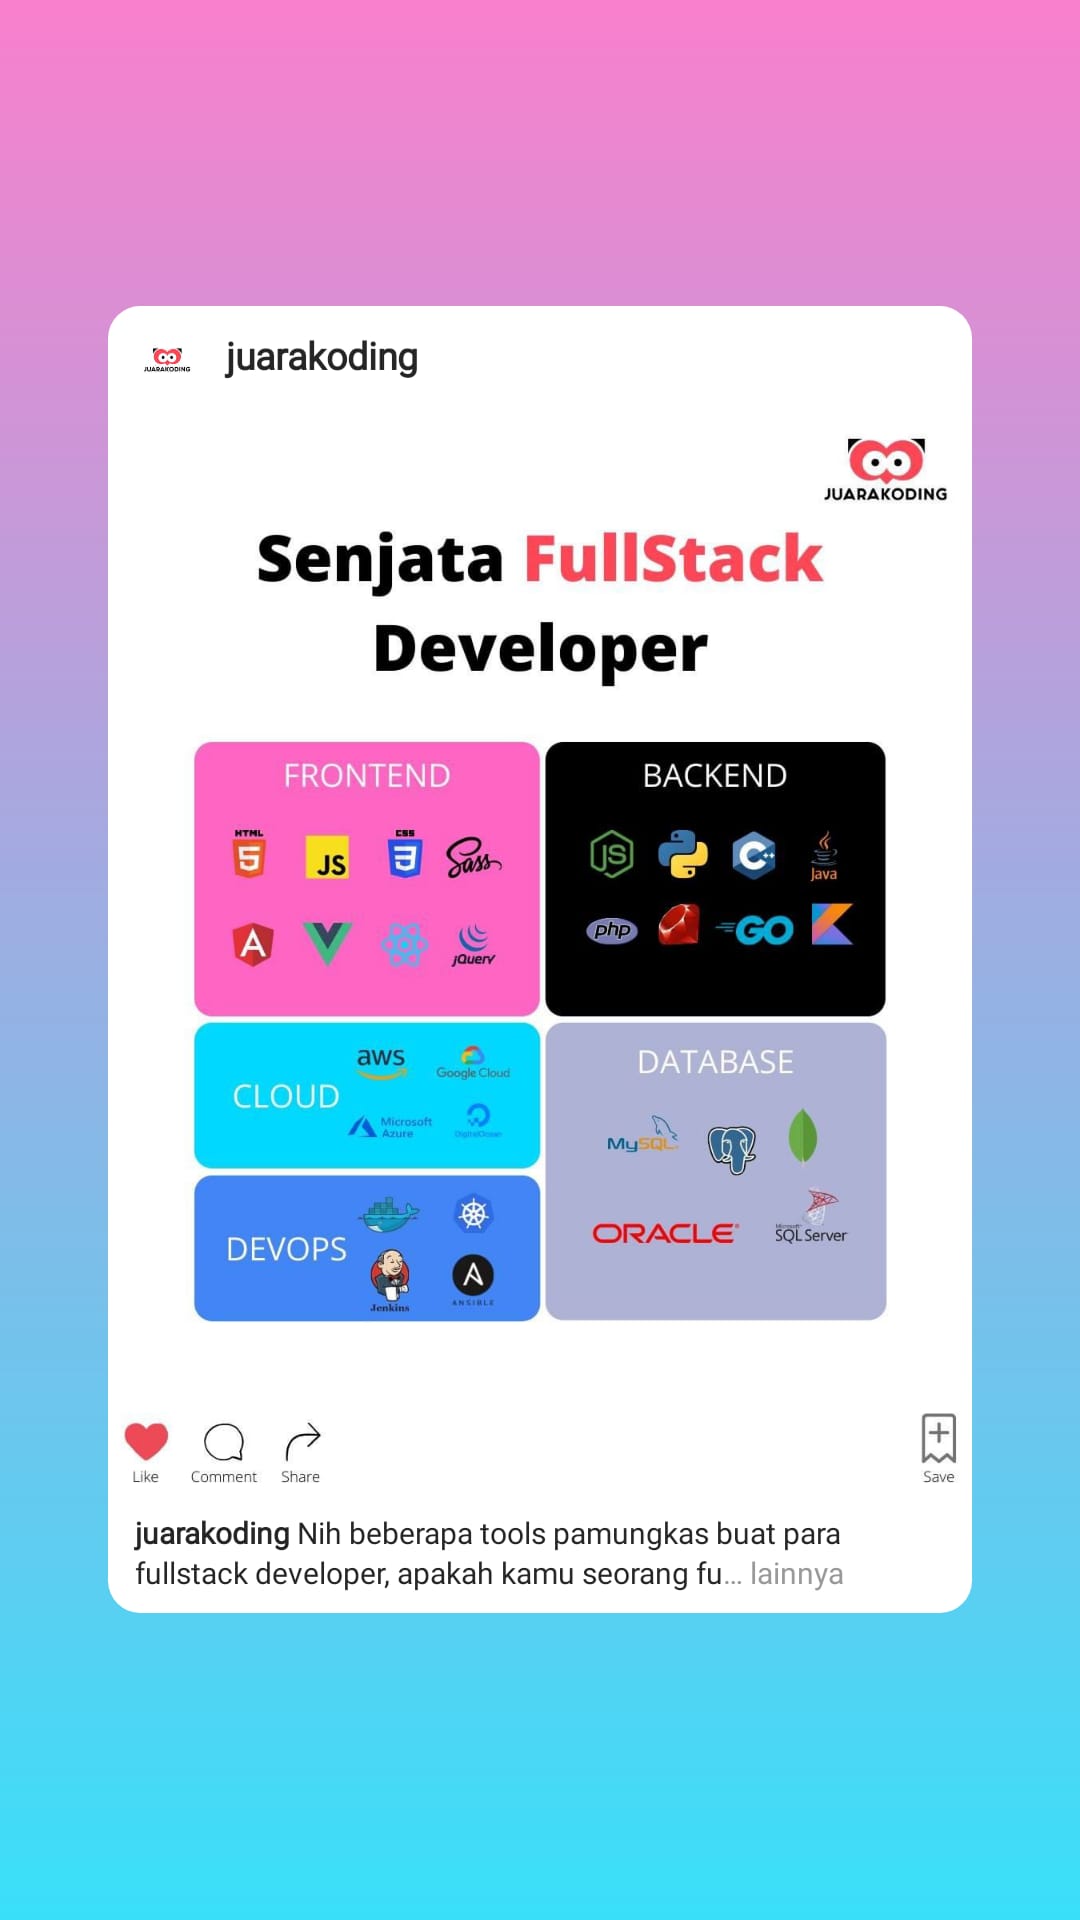 JUARAKODING
juarakoding
JUARAKODING
Senjata FullStack
Developer
FRONTEND
HTML
5
JS
CSS
3
Sass
A
jQuery
BACKEND
JS
C++
Java
php
GO
CLOUD
aws
Google Cloud
Microsoft
Azure
DigitalOcean
DATABASE
MySQL
ORACLE
Microsoft
SQL Server
DEVOPS
Jenkins
A
ANSIBLE
Like
Comment
Share
Save
juarakoding Nih beberapa tools pamungkas buat para
fullstack developer, apakah kamu seorang fu... lainnya